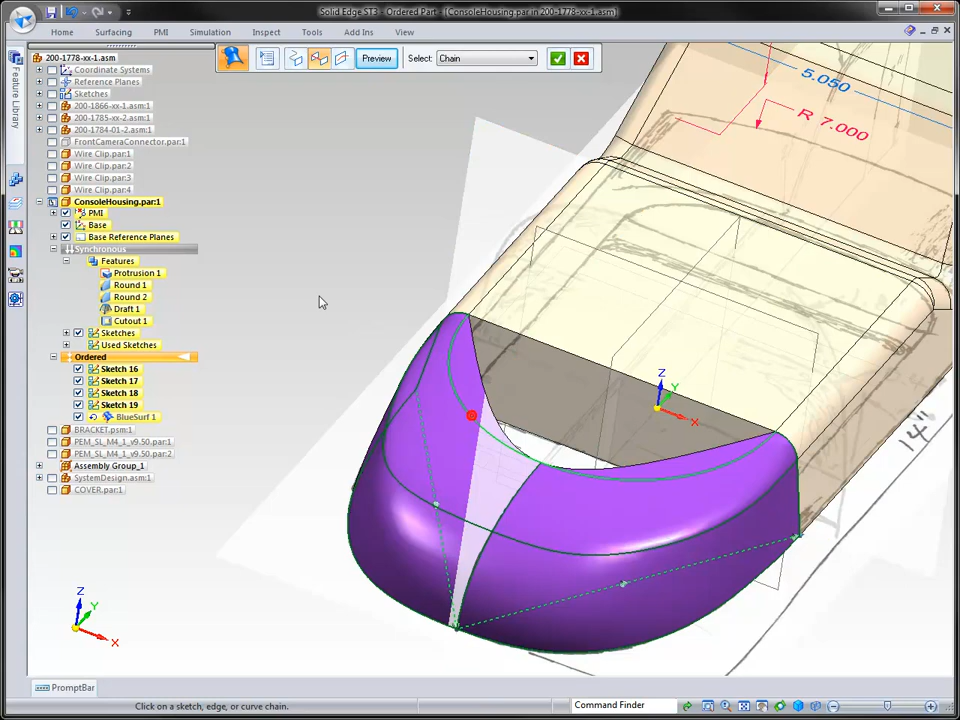 Solid Edge ST3 - Ordered Part - [ConsoleHousing.par in 200-1778-xx-1.asm]
Home Surfacing PMI Simulation Inspect Tools Add Ins View
Preview Select: Chain
Feature Library
200-1778-xx-1.asm
Coordinate Systems
Reference Planes
Sketches
200-1866-xx-1.asm:1
200-1785-xx-2.asm:1
200-1784-01-2.asm:1
FrontCameraConnector.par:1
Wire Clip.par:1
Wire Clip.par:2
Wire Clip.par:3
Wire Clip.par:4
ConsoleHousing.par:1
PMI
Base
Base Reference Planes
Synchronous
Features
Protrusion 1
Round 1
Round 2
Draft 1
Cutout 1
Sketches
Used Sketches
Ordered
Sketch 16
Sketch 17
Sketch 18
Sketch 19
BlueSurf 1
BRACKET.psm:1
PEM_SL_M4_1_v9.50.par:1
PEM_SL_M4_1_v9.50.par:2
Assembly Group_1
SystemDesign.asm:1
COVER.par:1
5.050
R 7.000
Z
Y
X
14"
Z
Y
X
PromptBar
Click on a sketch, edge, or curve chain.
Command Finder